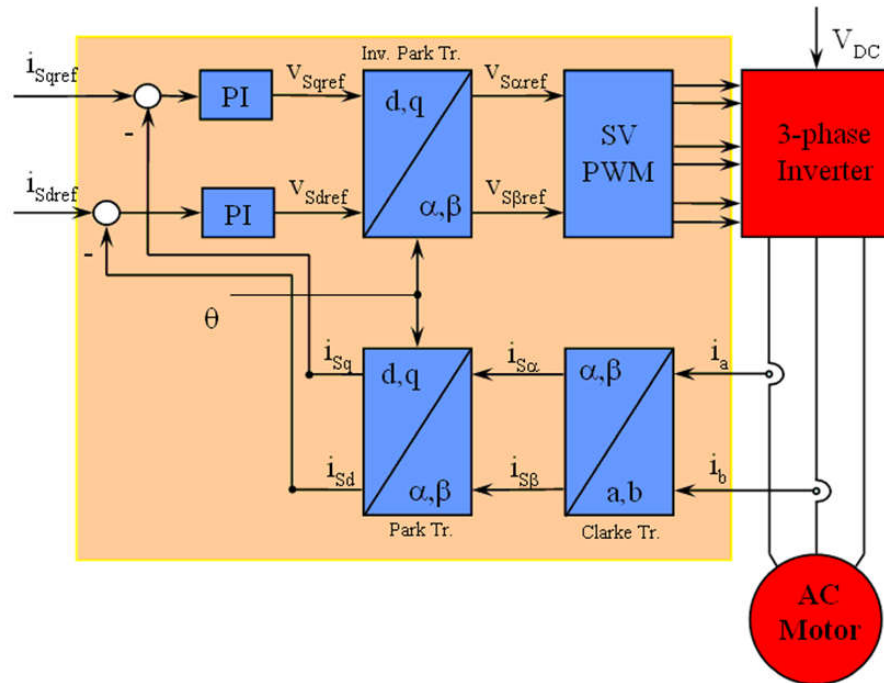 Inv. Park Tr.
V_DC
i_Sqref
PI
v_Sqref
d,q
v_Sαref
SV
PWM
3-phase
Inverter
-
i_Sdref
PI
v_Sdref
α,β
v_Sβref
-
θ
i_Sq
d,q
i_Sα
α,β
i_a
i_Sd
α,β
i_Sβ
a,b
i_b
Park Tr.
Clarke Tr.
AC
Motor